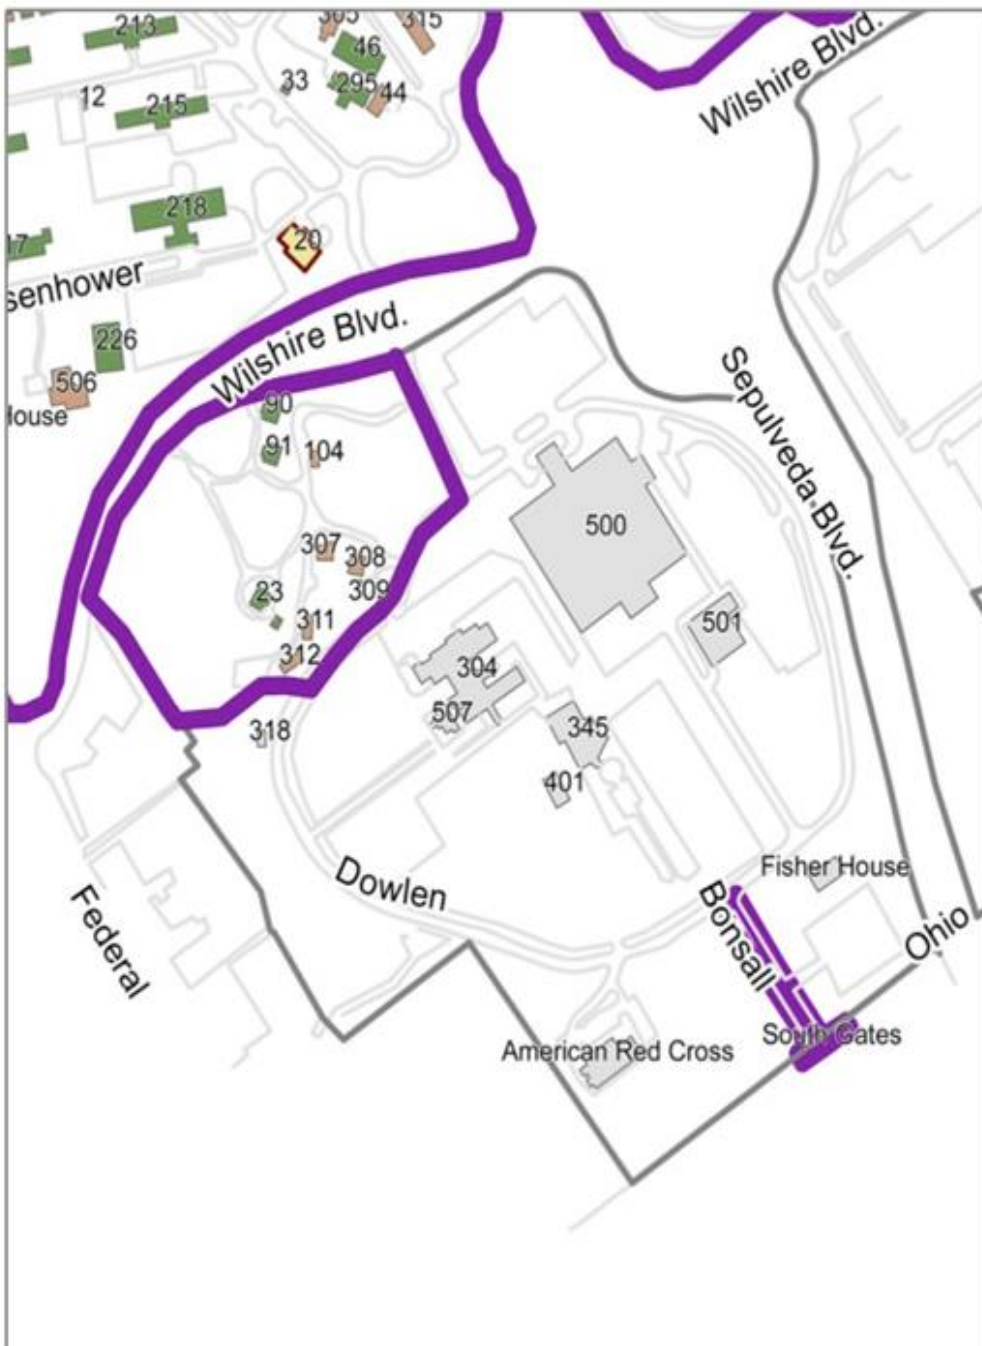 305
315
213
46
Wilshire Blvd.
33
295
44
12
215
218
20
17
senhower
Wilshire Blvd.
226
506
House
90
91
104
Sepulveda Blvd.
500
307
308
309
23
311
312
501
304
507
345
318
401
Fisher House
Dowlen
Bonsall
Federal
Ohio
South Gates
American Red Cross